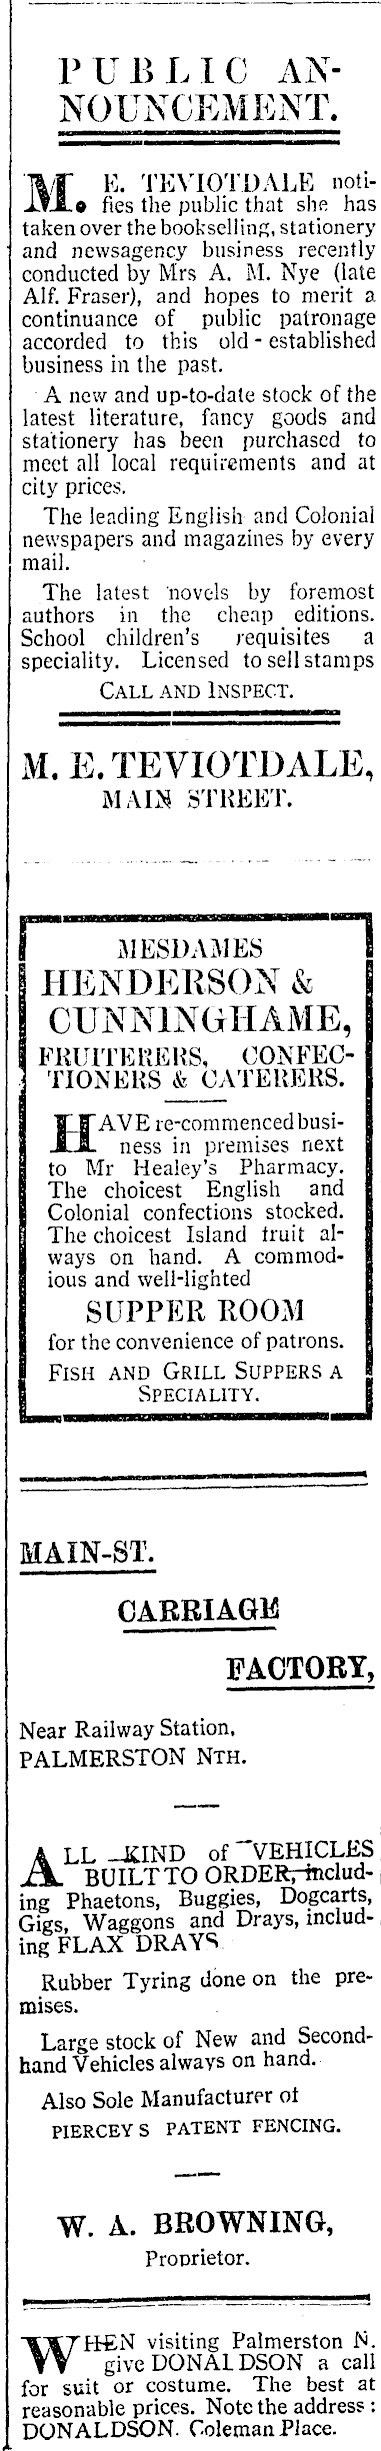 PUBLIC AN-
NOUNCEMENT.
M. E. TEVIOTDALE noti-
fies the public that she has
taken over the bookselling, stationery
and newsagency business recently
conducted by Mrs A. M. Nye (late
Alf. Fraser), and hopes to merit a
continuance of public patronage
accorded to this old-established
business in the past.
A new and up-to-date stock of the
latest literature, fancy goods and
stationery has been purchased to
meet all local requirements and at
city prices.
The leading English and Colonial
newspapers and magazines by every
mail.
The latest novels by foremost
authors in the cheap editions.
School children's requisites a
speciality. Licensed to sell stamps
CALL AND INSPECT.
M. E. TEVIOTDALE,
MAIN STREET.
MESDAMES
HENDERSON &
CUNNINGHAME,
FRUITERERS, CONFEC-
TIONERS & CATERERS.
HAVE re-commenced busi-
ness in premises next
to Mr Healey's Pharmacy.
The choicest English and
Colonial confections stocked.
The choicest Island fruit al-
ways on hand. A commod-
ious and well-lighted
SUPPER ROOM
for the convenience of patrons.
FISH AND GRILL SUPPERS A
SPECIALITY.
MAIN-ST.
CARRIAGE
FACTORY,
Near Railway Station,
PALMERSTON NTH.
ALL KIND of VEHICLES
BUILT TO ORDER, includ-
ing Phaetons, Buggies, Dogcarts,
Gigs, Waggons and Drays, includ-
ing FLAX DRAYS
Rubber Tyring done on the pre-
mises.
Large stock of New and Second-
hand Vehicles always on hand.
Also Sole Manufacturer of
PIERCEY S PATENT FENCING.
W. A. BROWNING,
Proprietor.
WHEN visiting Palmerston N.
give DONALDSON a call
for suit or costume. The best at
reasonable prices. Note the address:
DONALDSON. Coleman Place.